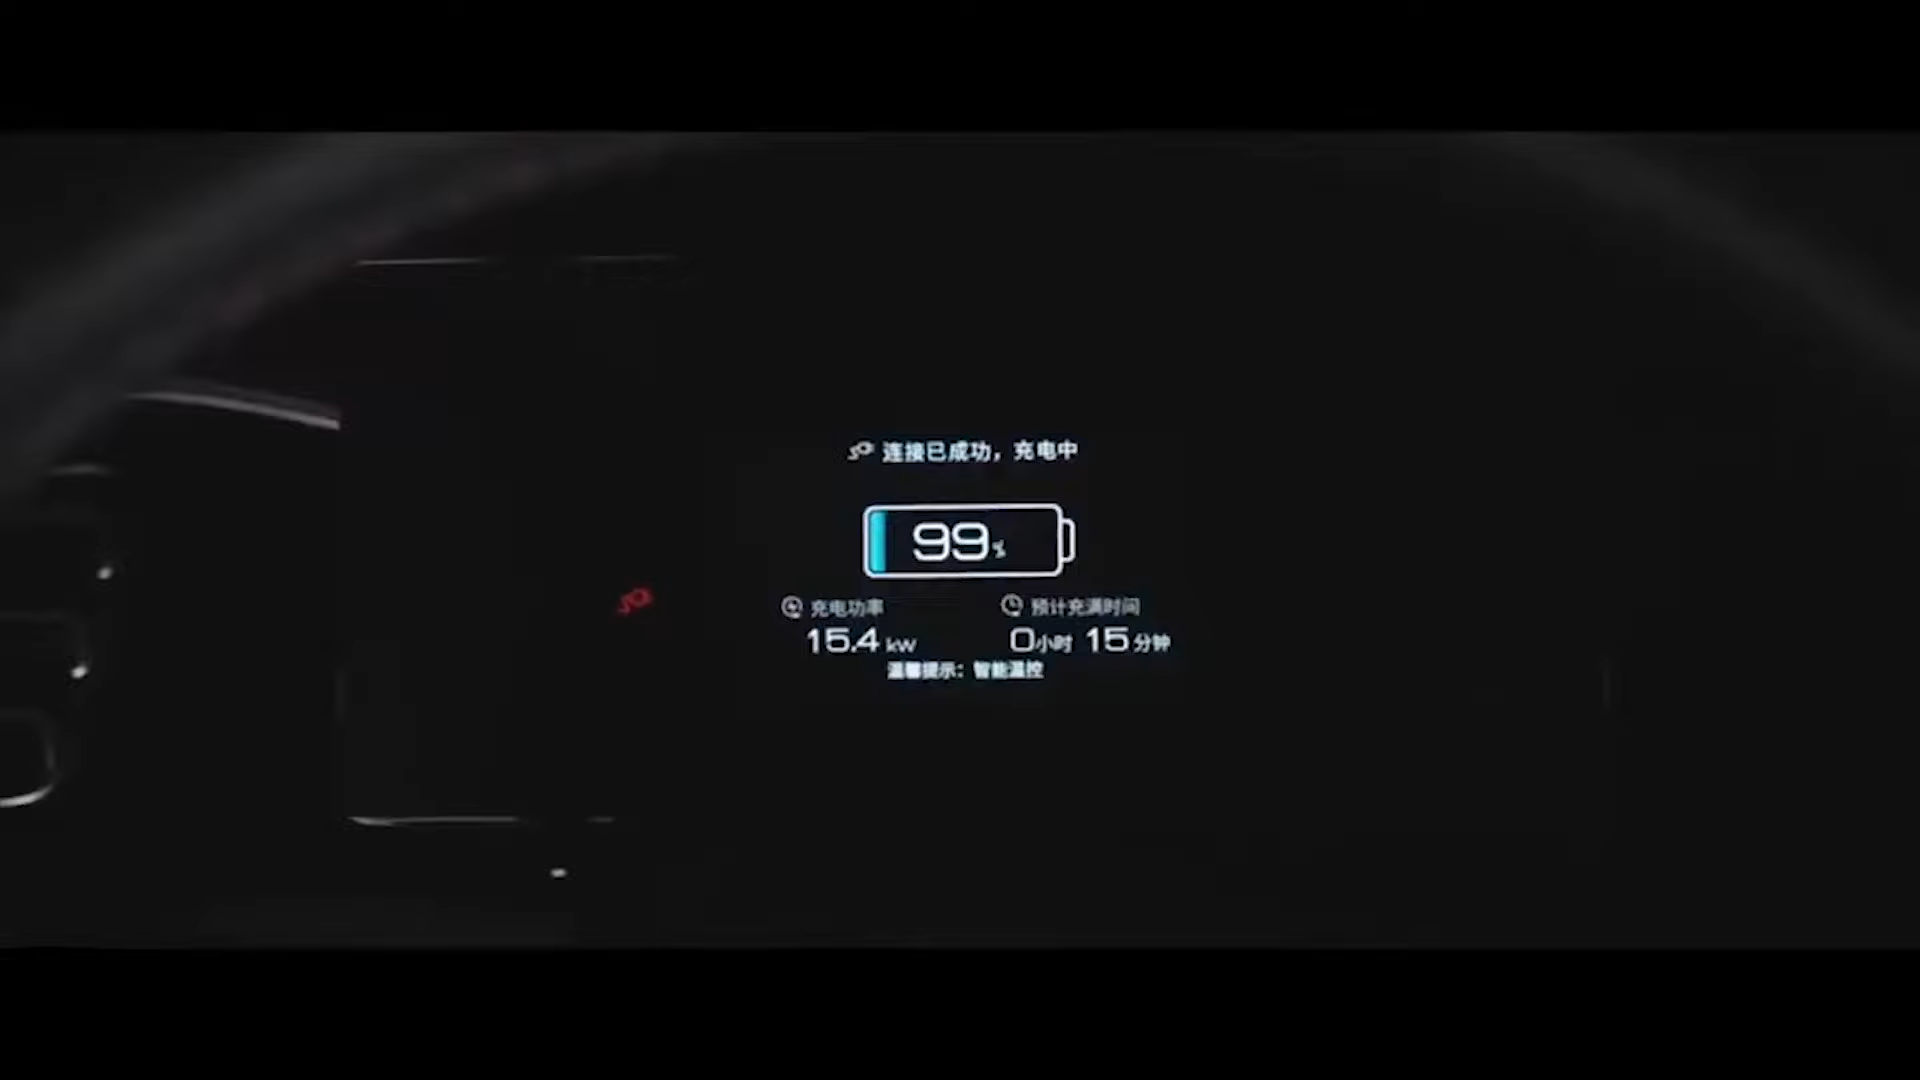 连接已成功，充电中
99%
充电功率 预计充满时间
15.4 kW 0小时 15分钟
温馨提示：智能温控